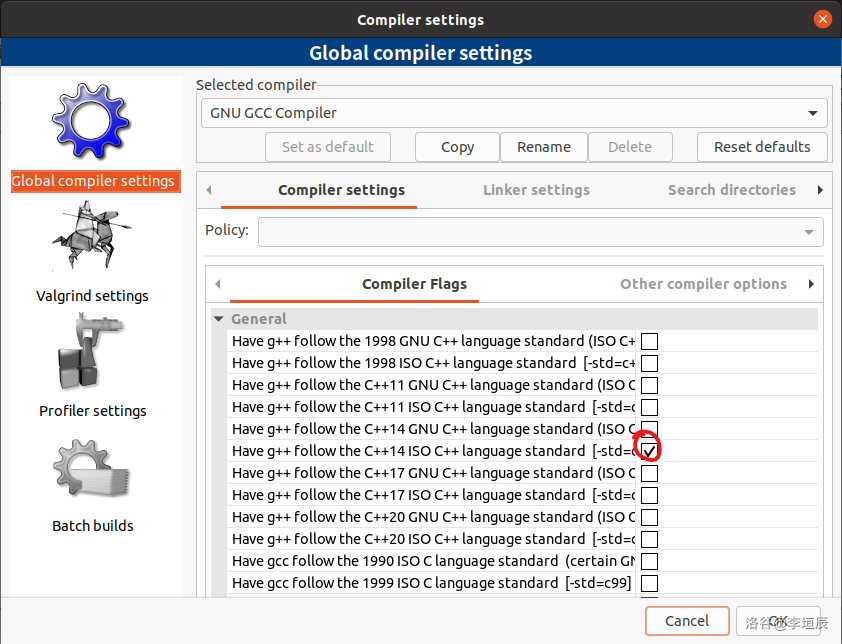 Compiler settings
Global compiler settings
Global compiler settings
Valgrind settings
Profiler settings
Batch builds
Selected compiler
GNU GCC Compiler
Set as default
Copy
Rename
Delete
Reset defaults
Compiler settings
Linker settings
Search directories
Policy:
Compiler Flags
Other compiler options
General
Have g++ follow the 1998 GNU C++ language standard (ISO C+
Have g++ follow the 1998 ISO C++ language standard [-std=c+
Have g++ follow the C++11 GNU C++ language standard (ISO C
Have g++ follow the C++11 ISO C++ language standard [-std=c
Have g++ follow the C++14 GNU C++ language standard (ISO C
Have g++ follow the C++14 ISO C++ language standard [-std=c
Have g++ follow the C++17 GNU C++ language standard (ISO C
Have g++ follow the C++17 ISO C++ language standard [-std=c
Have g++ follow the C++20 GNU C++ language standard (ISO C
Have g++ follow the C++20 ISO C++ language standard [-std=c
Have gcc follow the 1990 ISO C language standard (certain GN
Have gcc follow the 1999 ISO C language standard [-std=c99]
Cancel
OK
洛谷@李垣辰